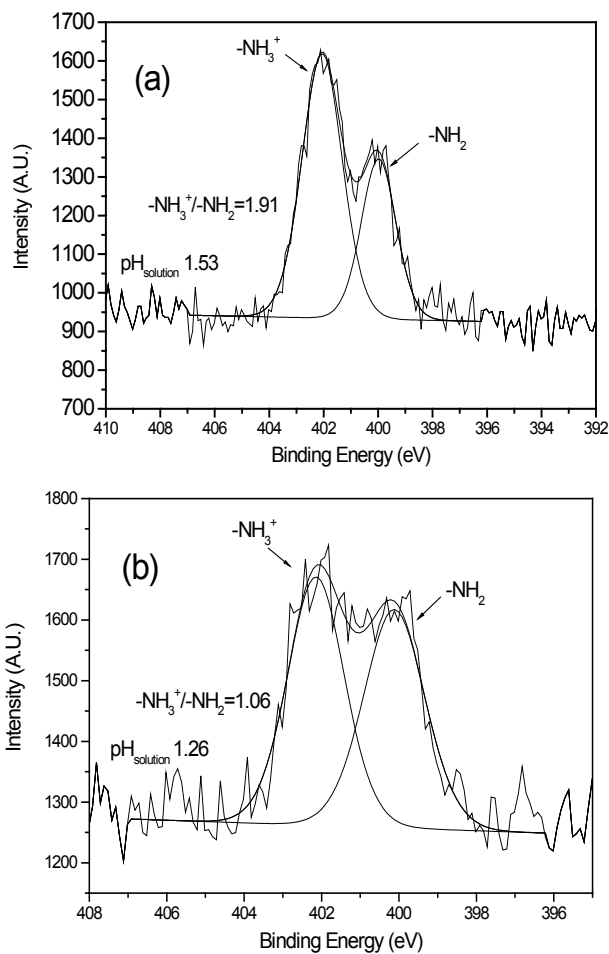 1700
1600
1500
1400
1300
1200
1100
1000
900
800
700
Intensity (A.U.)
(a)
-NH3+
-NH2
-NH3+/-NH2=1.91
pHsolution 1.53
410 408 406 404 402 400 398 396 394 392
Binding Energy (eV)
1800
1700
1600
1500
1400
1300
1200
Intensity (A.U.)
(b)
-NH3+
-NH2
-NH3+/-NH2=1.06
pHsolution 1.26
408 406 404 402 400 398 396
Binding Energy (eV)